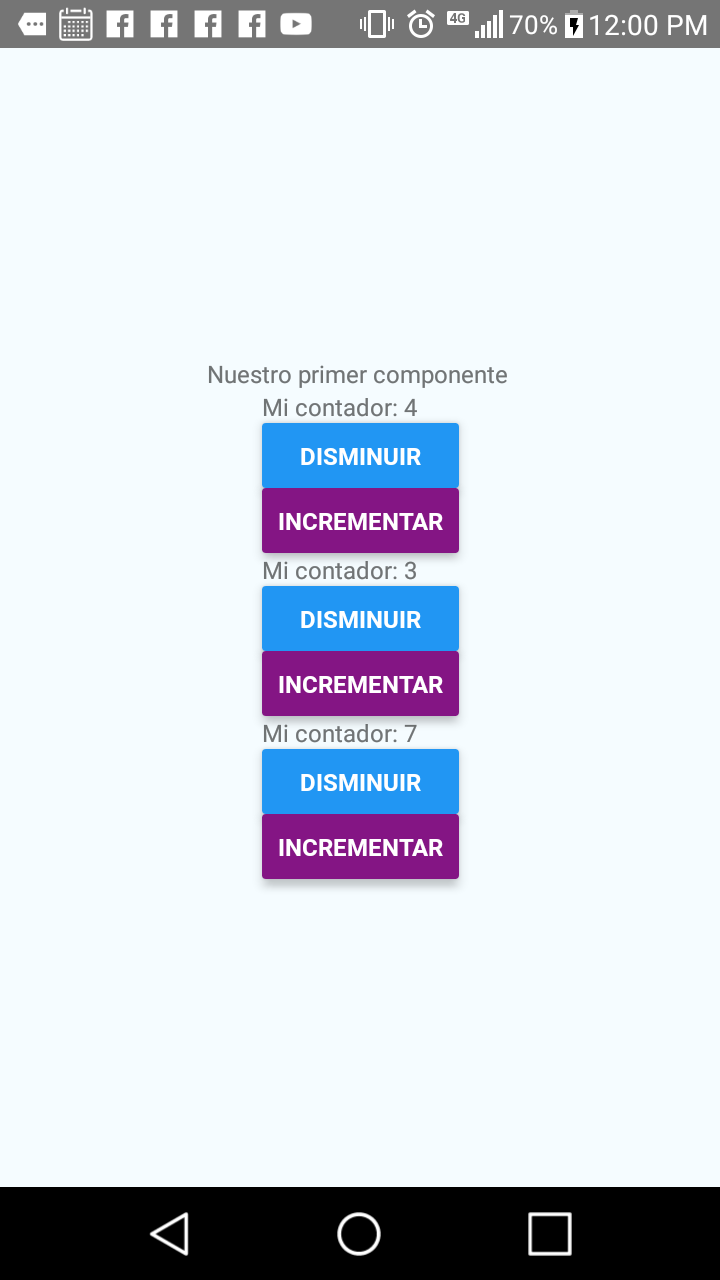 4G 70% 12:00 PM
Nuestro primer componente
Mi contador: 4
DISMINUIR
INCREMENTAR
Mi contador: 3
DISMINUIR
INCREMENTAR
Mi contador: 7
DISMINUIR
INCREMENTAR